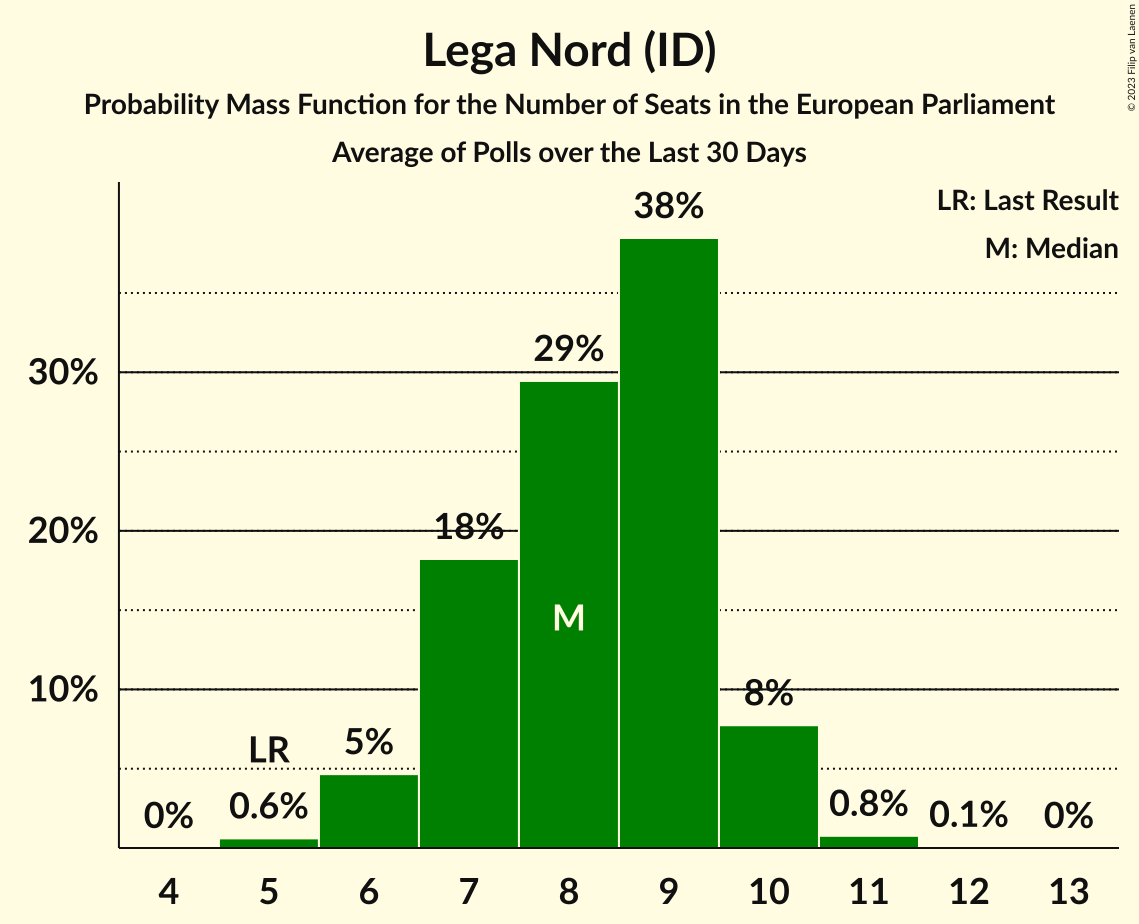 Lega Nord (ID)
Probability Mass Function for the Number of Seats in the European Parliament
Average of Polls over the Last 30 Days
© 2023 Filip van Laenen
LR: Last Result
M: Median
38%
29%
30%
18%
20%
M
10%
8%
5%
LR
0%
0.6%
0.8%
0.1%
0%
4 5 6 7 8 9 10 11 12 13